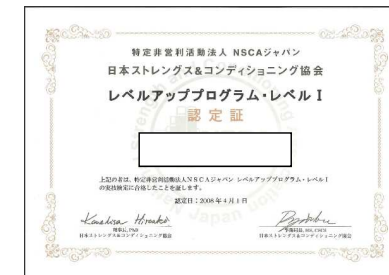 特定非営利活動法人 NSCAジャパン
日本ストレングス&コンディショニング協会
レベルアッププログラム・レベルⅠ
認定証
上記の者は、特定非営利活動法人NSCAジャパン レベルアッププログラム・レベルⅠ
の実技検定に合格したことを証します。
認定日:2008年4月1日
理事長, PhD
日本ストレングス&コンディショニング協会
日本ストレングス&コンディショニング協会
Japan